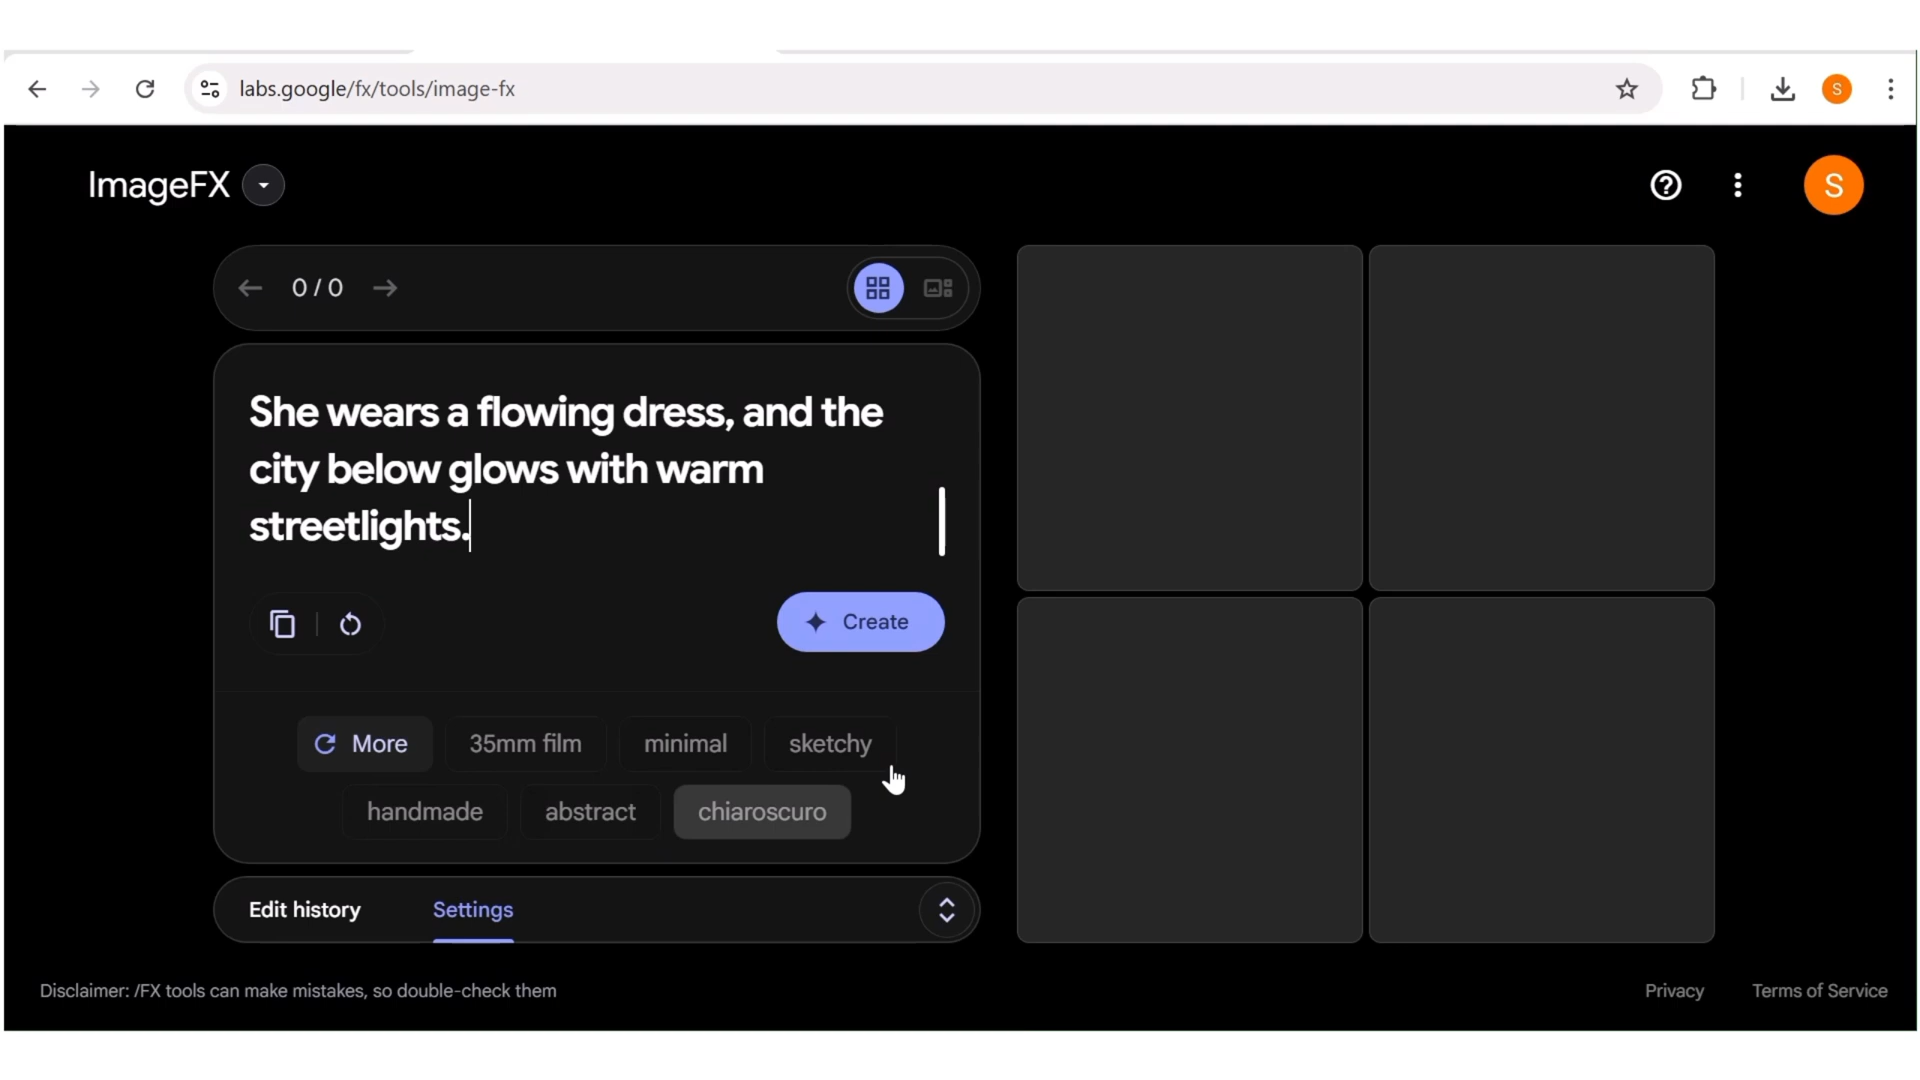 labs.google/fx/tools/image-fx
S
ImageFX
S
0 / 0
She wears a flowing dress, and the
city below glows with warm
streetlights.
Create
More
35mm film
minimal
sketchy
handmade
abstract
chiaroscuro
Edit history
Settings
Disclaimer: /FX tools can make mistakes, so double-check them
Privacy
Terms of Service